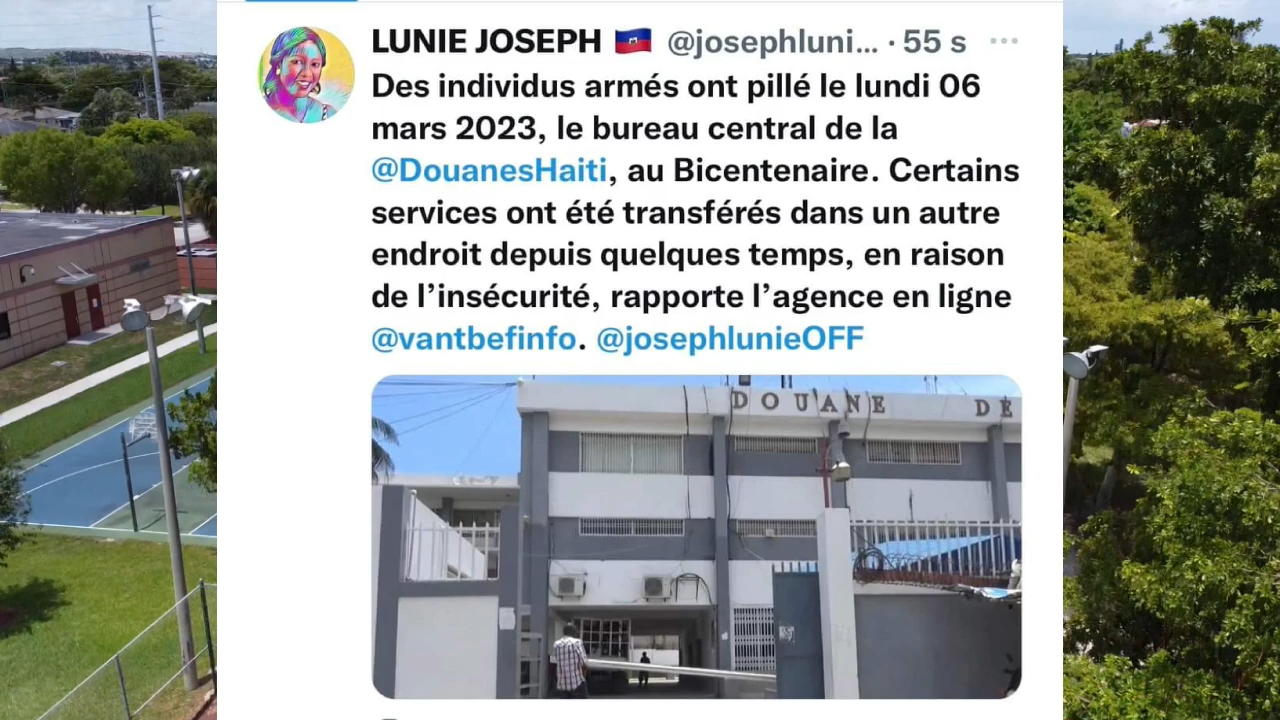 LUNIE JOSEPH 🇭🇹 @josephluni... · 55 s
Des individus armés ont pillé le lundi 06
mars 2023, le bureau central de la
@DouanesHaiti, au Bicentenaire. Certains
services ont été transférés dans un autre
endroit depuis quelques temps, en raison
de l’insécurité, rapporte l’agence en ligne
@vantbefinfo. @josephlunieOFF
DOUANE DE